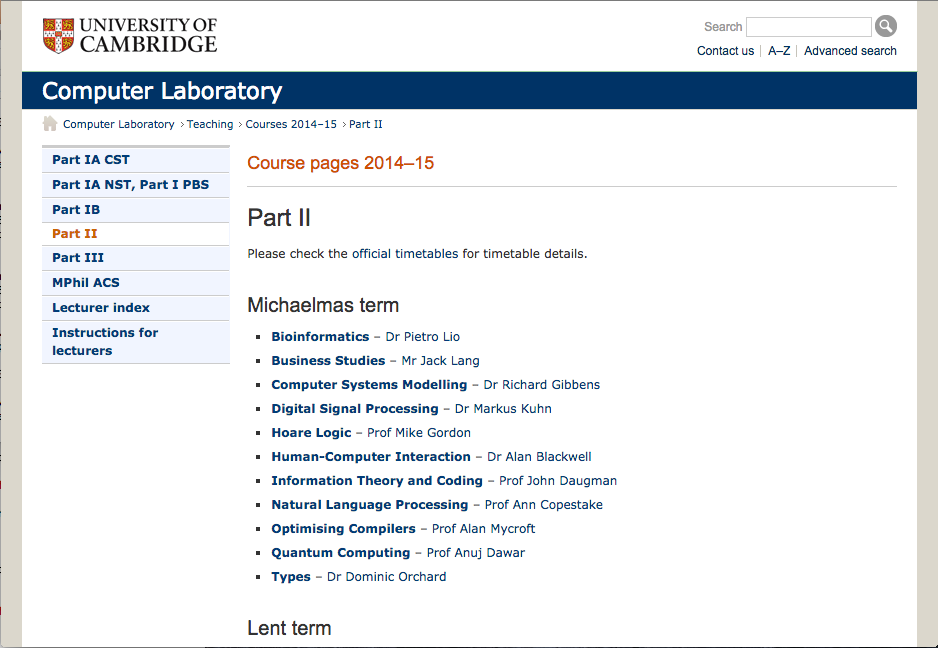 UNIVERSITY OF
CAMBRIDGE
Search
Contact us | A–Z | Advanced search
Computer Laboratory
Computer Laboratory › Teaching › Courses 2014–15 › Part II
Part IA CST
Part IA NST, Part I PBS
Part IB
Part II
Part III
MPhil ACS
Lecturer index
Instructions for
lecturers
Course pages 2014–15
Part II
Please check the official timetables for timetable details.
Michaelmas term
▪ Bioinformatics – Dr Pietro Lio
▪ Business Studies – Mr Jack Lang
▪ Computer Systems Modelling – Dr Richard Gibbens
▪ Digital Signal Processing – Dr Markus Kuhn
▪ Hoare Logic – Prof Mike Gordon
▪ Human-Computer Interaction – Dr Alan Blackwell
▪ Information Theory and Coding – Prof John Daugman
▪ Natural Language Processing – Prof Ann Copestake
▪ Optimising Compilers – Prof Alan Mycroft
▪ Quantum Computing – Prof Anuj Dawar
▪ Types – Dr Dominic Orchard
Lent term